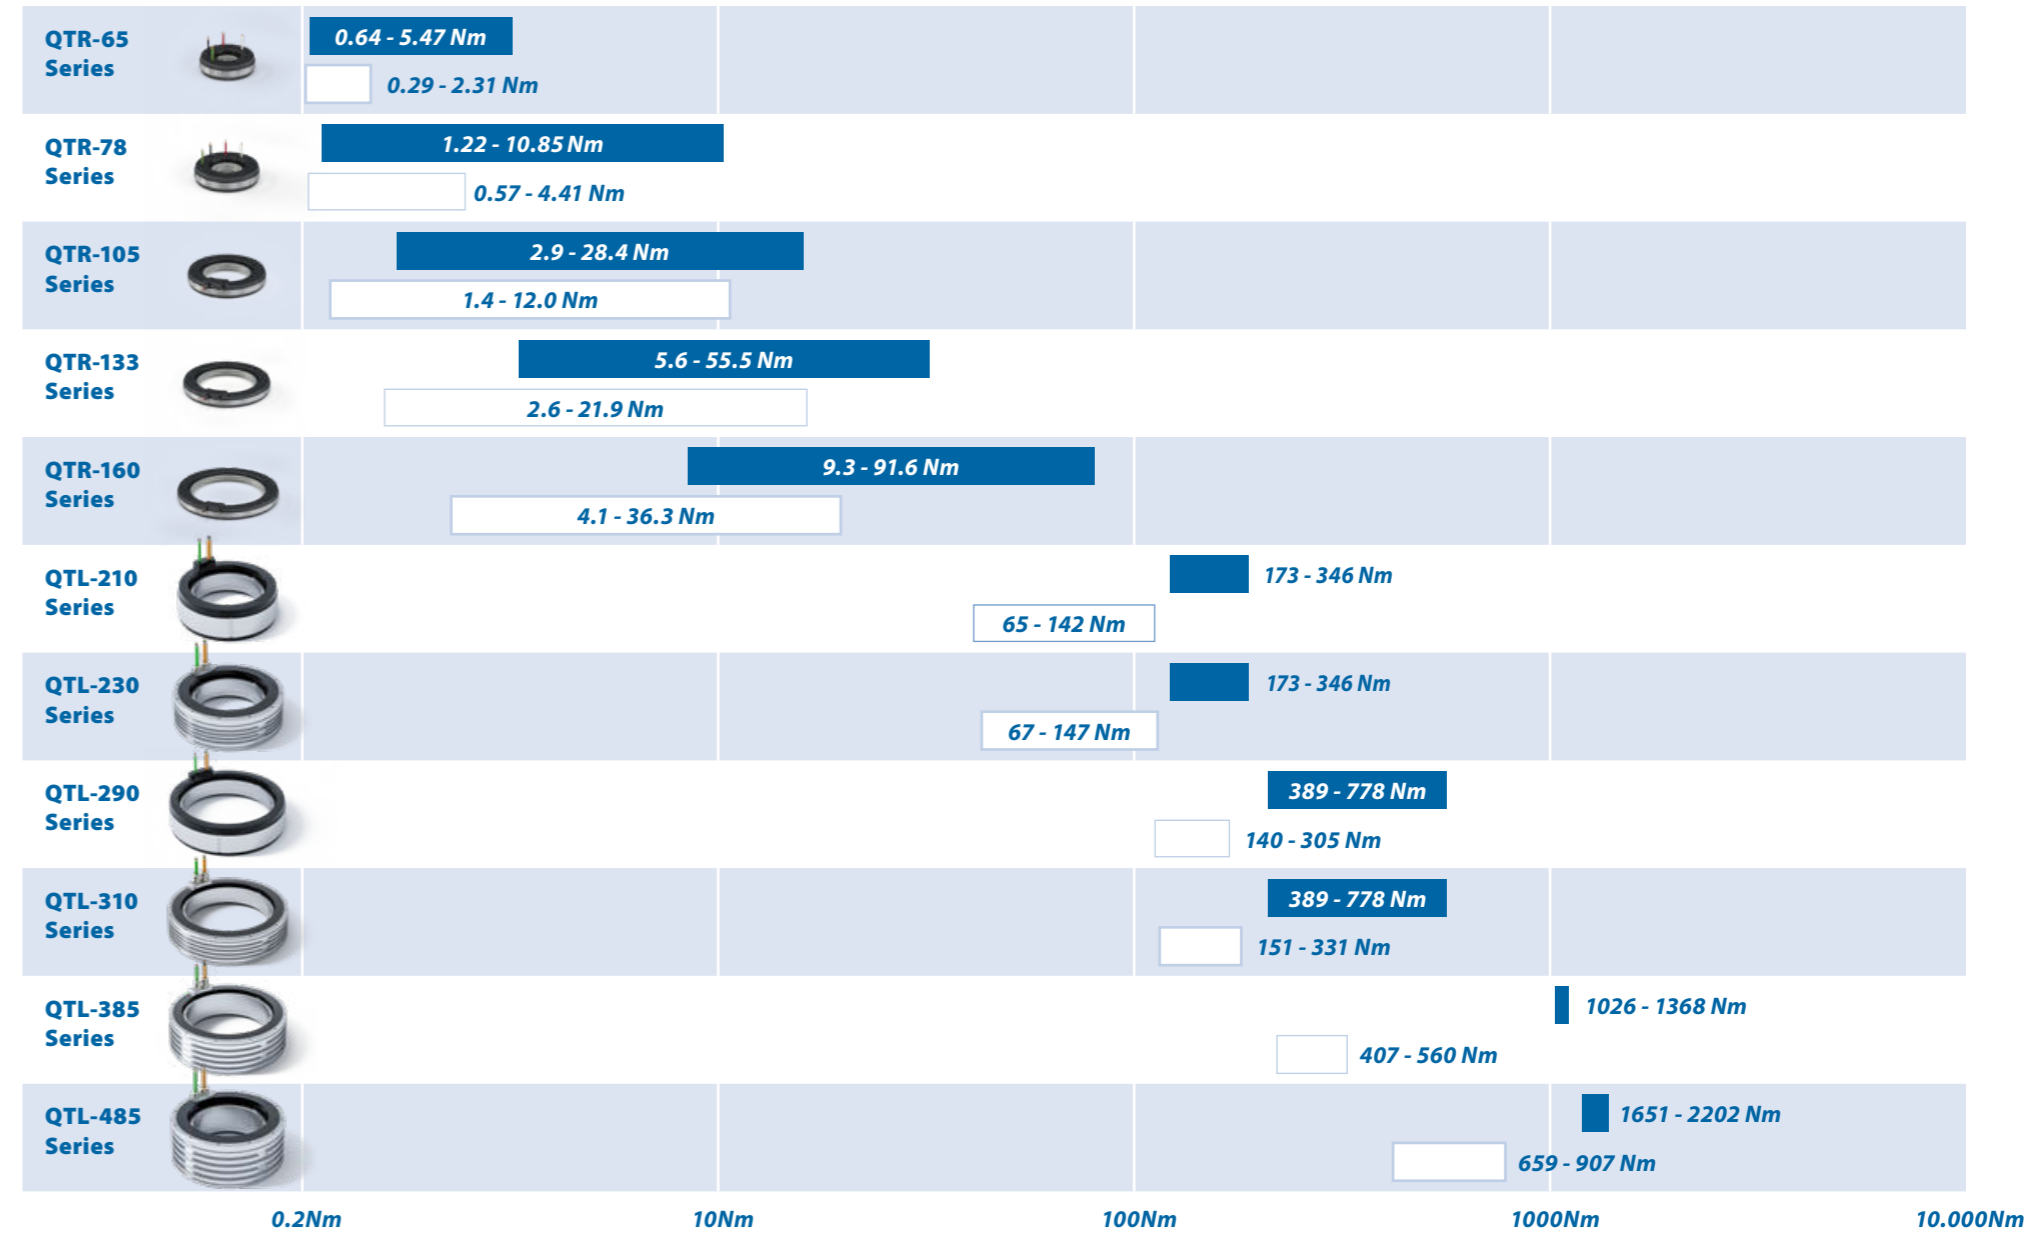 QTR-65
Series
0.64 - 5.47 Nm
0.29 - 2.31 Nm
QTR-78
Series
1.22 - 10.85 Nm
0.57 - 4.41 Nm
QTR-105
Series
2.9 - 28.4 Nm
1.4 - 12.0 Nm
QTR-133
Series
5.6 - 55.5 Nm
2.6 - 21.9 Nm
QTR-160
Series
9.3 - 91.6 Nm
4.1 - 36.3 Nm
QTL-210
Series
173 - 346 Nm
65 - 142 Nm
QTL-230
Series
173 - 346 Nm
67 - 147 Nm
QTL-290
Series
389 - 778 Nm
140 - 305 Nm
QTL-310
Series
389 - 778 Nm
151 - 331 Nm
QTL-385
Series
1026 - 1368 Nm
407 - 560 Nm
QTL-485
Series
1651 - 2202 Nm
659 - 907 Nm
0.2Nm 10Nm 100Nm 1000Nm 10.000Nm